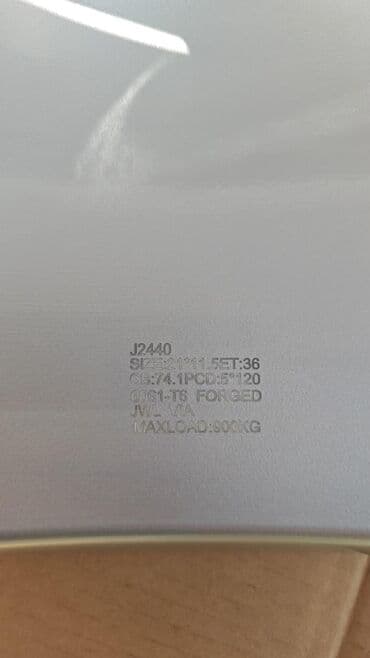 J2440
SIZE:21*11.5ET:36
CB:74.1PCD:5*120
6061-T6 FORGED
JWL VIA
MAXLOAD:900KG